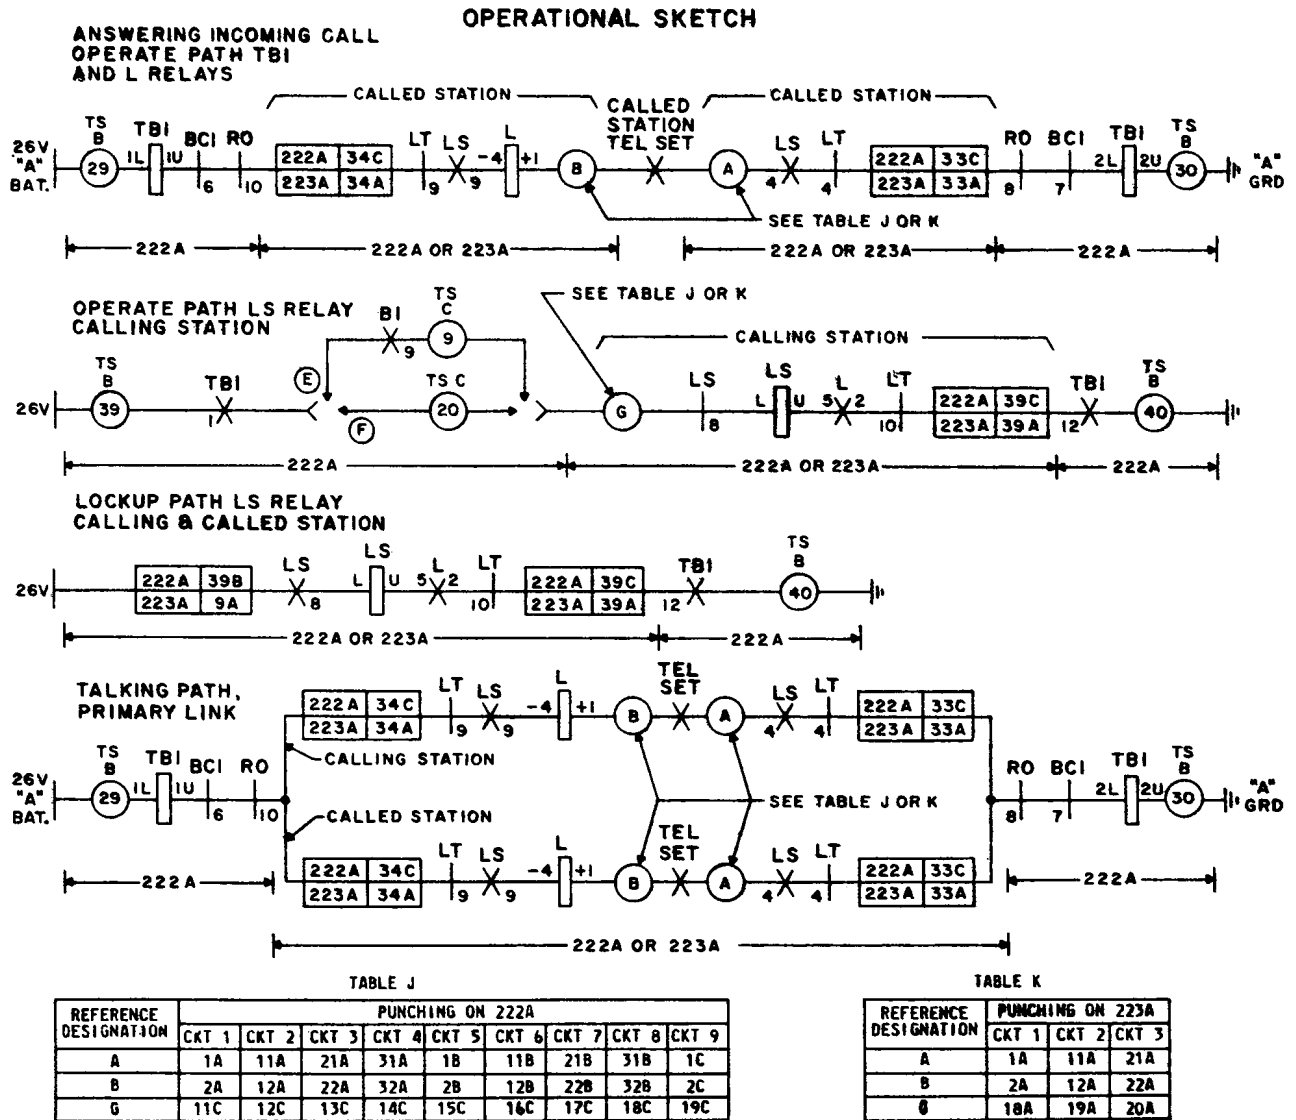 OPERATIONAL SKETCH
ANSWERING INCOMING CALL
OPERATE PATH TB1
AND L RELAYS
CALLED STATION
CALLED
STATION
TEL SET
CALLED STATION
26V
"A"
BAT.
TS
B
29
1L
TB1
1U
BC1
6
RO
10
222A 34C
223A 34A
LT
9
LS
9
-4
L
+1
B
A
LS
4
LT
4
222A 33C
223A 33A
RO
8
BC1
7
2L
TB1
2U
TS
B
30
"A"
GRD
SEE TABLE J OR K
222A
222A OR 223A
222A OR 223A
222A
OPERATE PATH LS RELAY
CALLING STATION
SEE TABLE J OR K
CALLING STATION
26V
TS
B
39
TB1
1
E
B1
9
TS
C
9
F
TS C
20
G
LS
8
L
LS
U
5
L
2
LT
10
222A 39C
223A 39A
TB1
12
TS
B
40
222A
222A OR 223A
222A
LOCKUP PATH LS RELAY
CALLING & CALLED STATION
26V
222A 39B
223A 9A
LS
8
L
LS
U
5
L
2
LT
10
222A 39C
223A 39A
TB1
12
TS
B
40
222A OR 223A
222A
TALKING PATH,
PRIMARY LINK
222A 34C
223A 34A
LT
9
LS
9
-4
L
+1
B
TEL
SET
A
LS
4
LT
4
222A 33C
223A 33A
CALLING STATION
26V
"A"
BAT.
TS
B
29
1L
TB1
1U
BC1
6
RO
10
SEE TABLE J OR K
RO
8
BC1
7
2L
TB1
2U
TS
B
30
"A"
GRD
CALLED STATION
222A 34C
223A 34A
LT
9
LS
9
-4
L
+1
B
TEL
SET
A
LS
4
LT
4
222A 33C
223A 33A
222A
222A
222A OR 223A
TABLE J
REFERENCE
DESIGNATION
PUNCHING ON 222A
CKT 1 CKT 2 CKT 3 CKT 4 CKT 5 CKT 6 CKT 7 CKT 8 CKT 9
A 1A 11A 21A 31A 1B 11B 21B 31B 1C
B 2A 12A 22A 32A 2B 12B 22B 32B 2C
G 11C 12C 13C 14C 15C 16C 17C 18C 19C
TABLE K
REFERENCE
DESIGNATION
PUNCHING ON 223A
CKT 1 CKT 2 CKT 3
A 1A 11A 21A
B 2A 12A 22A
G 18A 19A 20A